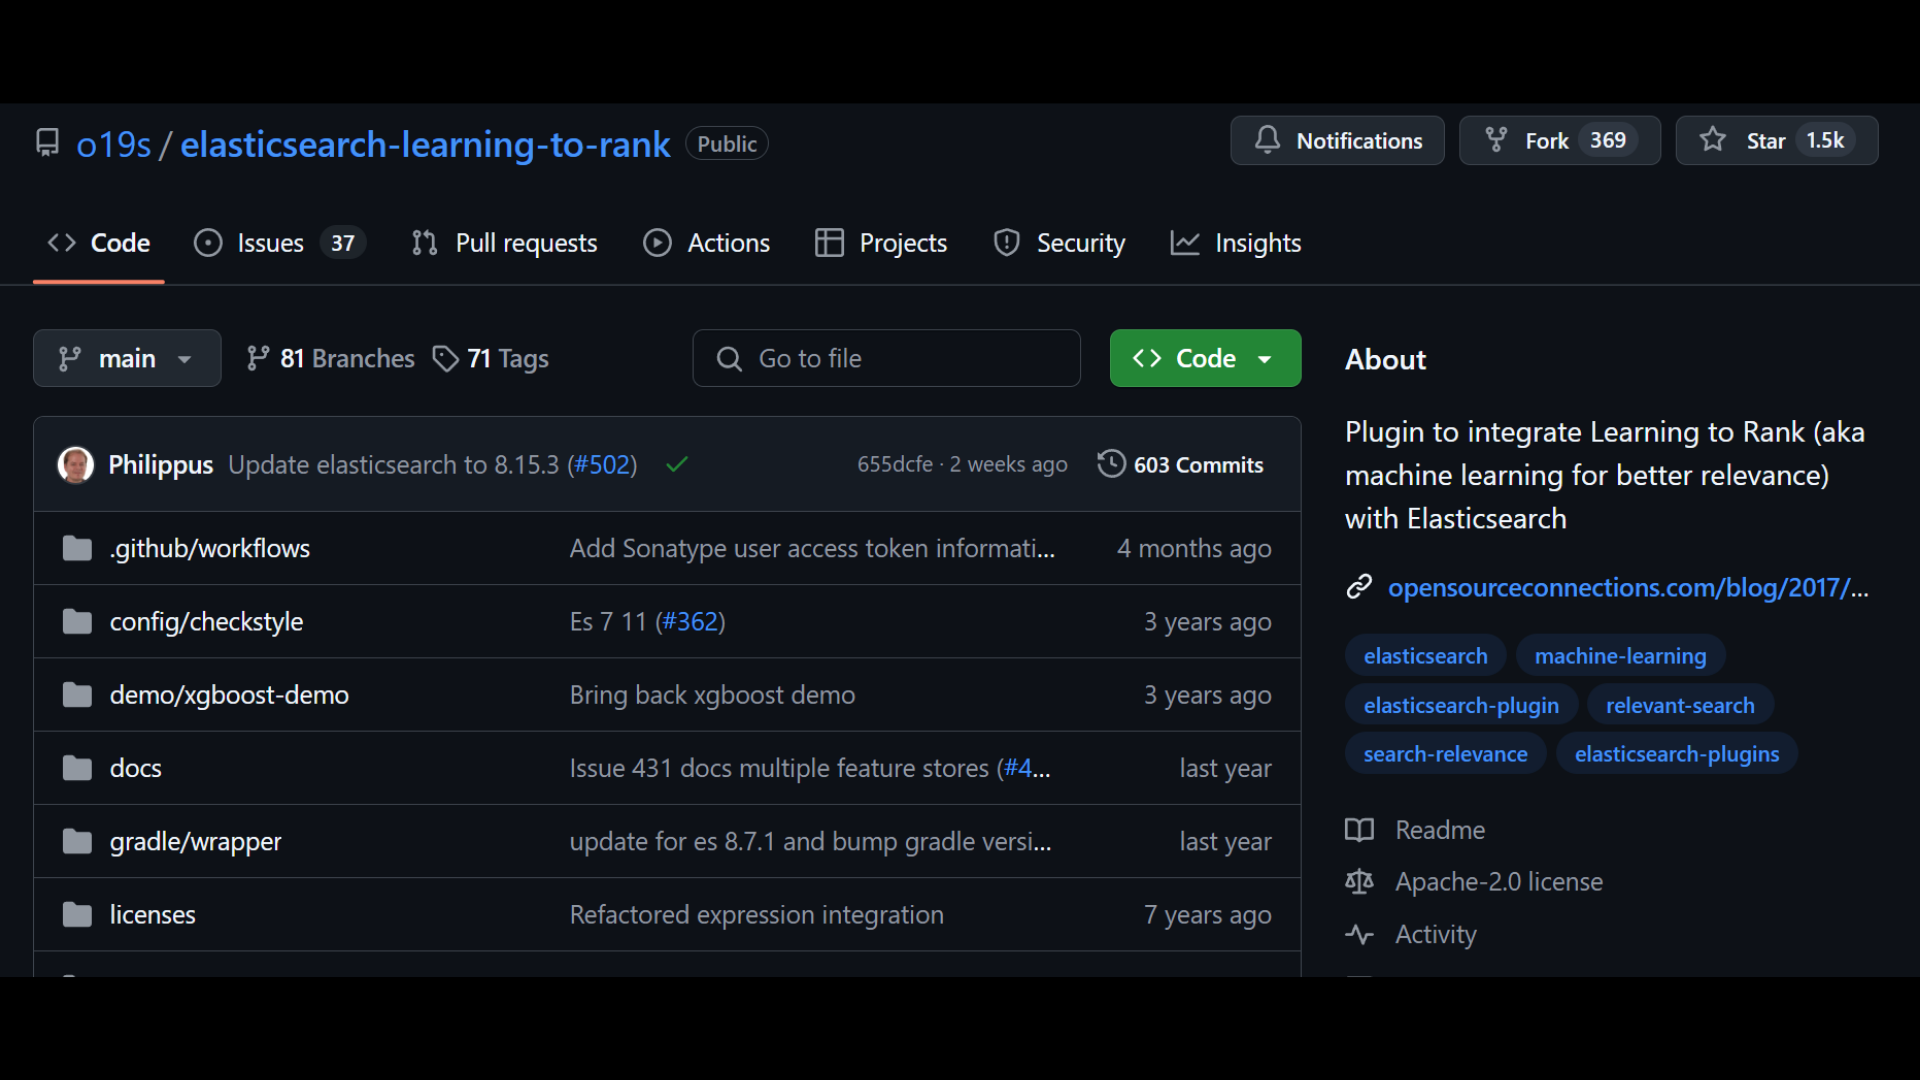 o19s / elasticsearch-learning-to-rank Public
Notifications Fork 369 Star 1.5k
Code Issues 37 Pull requests Actions Projects Security Insights
main 81 Branches 71 Tags Go to file Code
Philippus Update elasticsearch to 8.15.3 (#502) 655dcfe · 2 weeks ago 603 Commits
.github/workflows Add Sonatype user access token informati... 4 months ago
config/checkstyle Es 7 11 (#362) 3 years ago
demo/xgboost-demo Bring back xgboost demo 3 years ago
docs Issue 431 docs multiple feature stores (#4... last year
gradle/wrapper update for es 8.7.1 and bump gradle versi... last year
licenses Refactored expression integration 7 years ago
About
Plugin to integrate Learning to Rank (aka
machine learning for better relevance)
with Elasticsearch
opensourceconnections.com/blog/2017/...
elasticsearch machine-learning
elasticsearch-plugin relevant-search
search-relevance elasticsearch-plugins
Readme
Apache-2.0 license
Activity